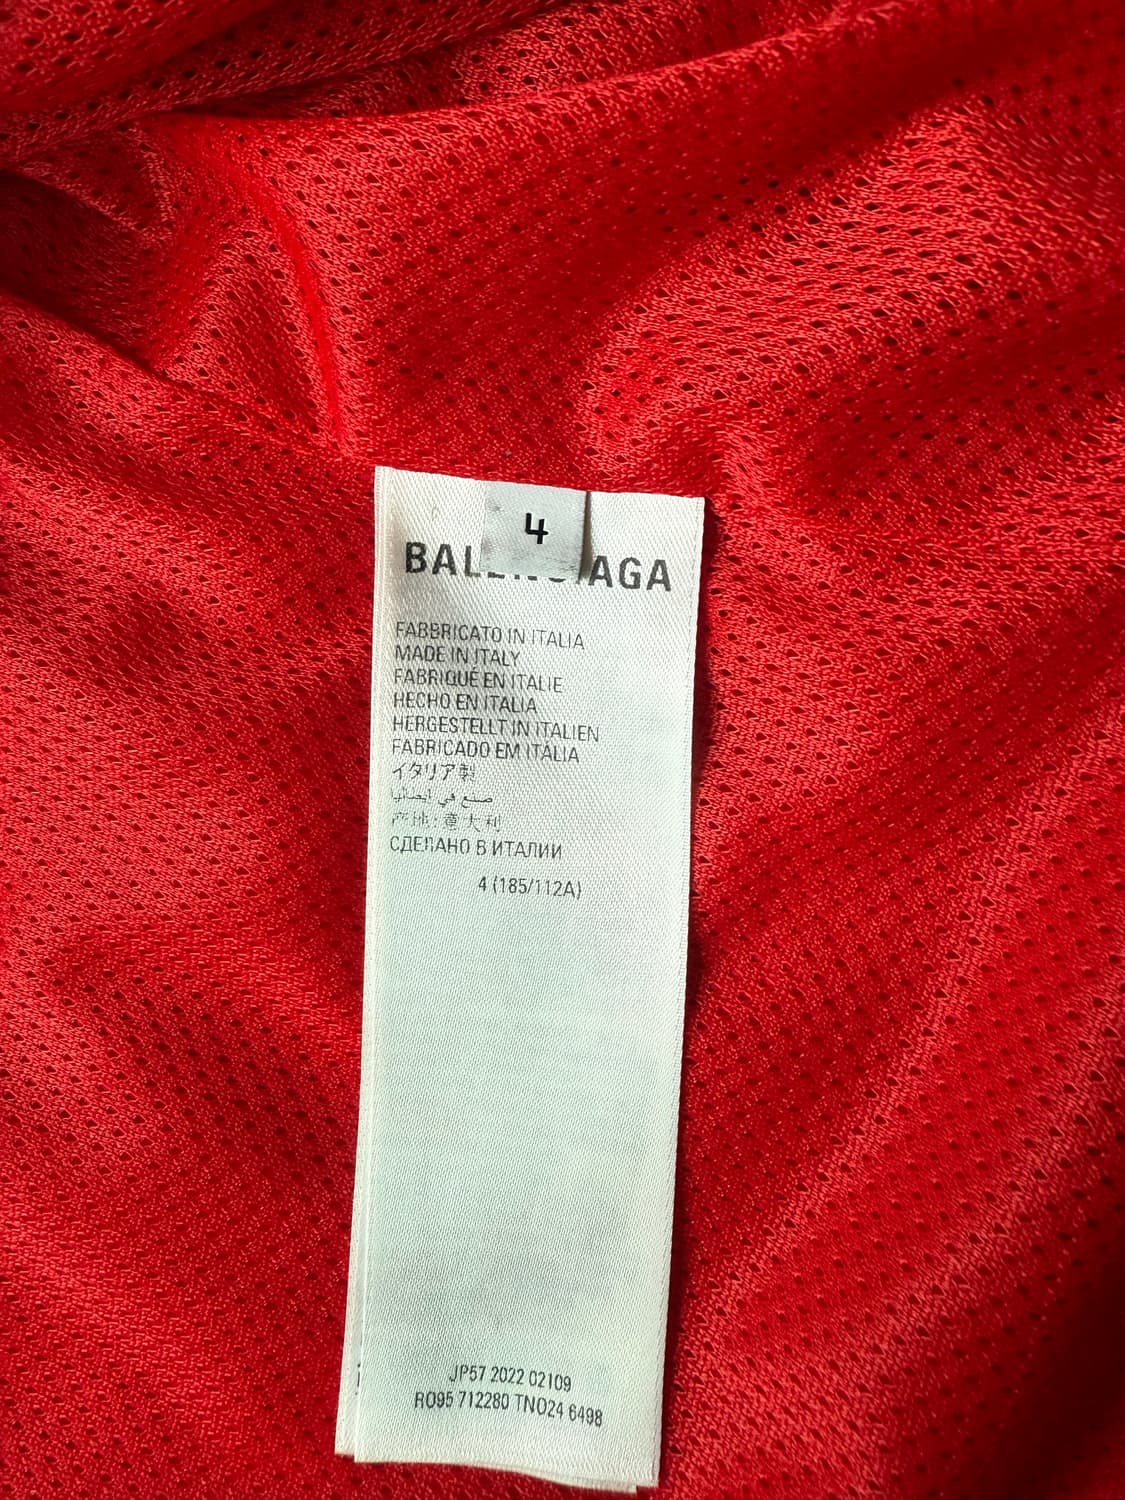 4
BALENCIAGA
FABBRICATO IN ITALIA
MADE IN ITALY
FABRIQUÉ EN ITALIE
HECHO EN ITALIA
HERGESTELLT IN ITALIEN
FABRICADO EM ITÁLIA
イタリア製
صنع في إيطاليا
产地:意大利
СДЕЛАНО В ИТАЛИИ
4 (185/112A)
JP57 2022 02109
R095 712280 TN024 6498